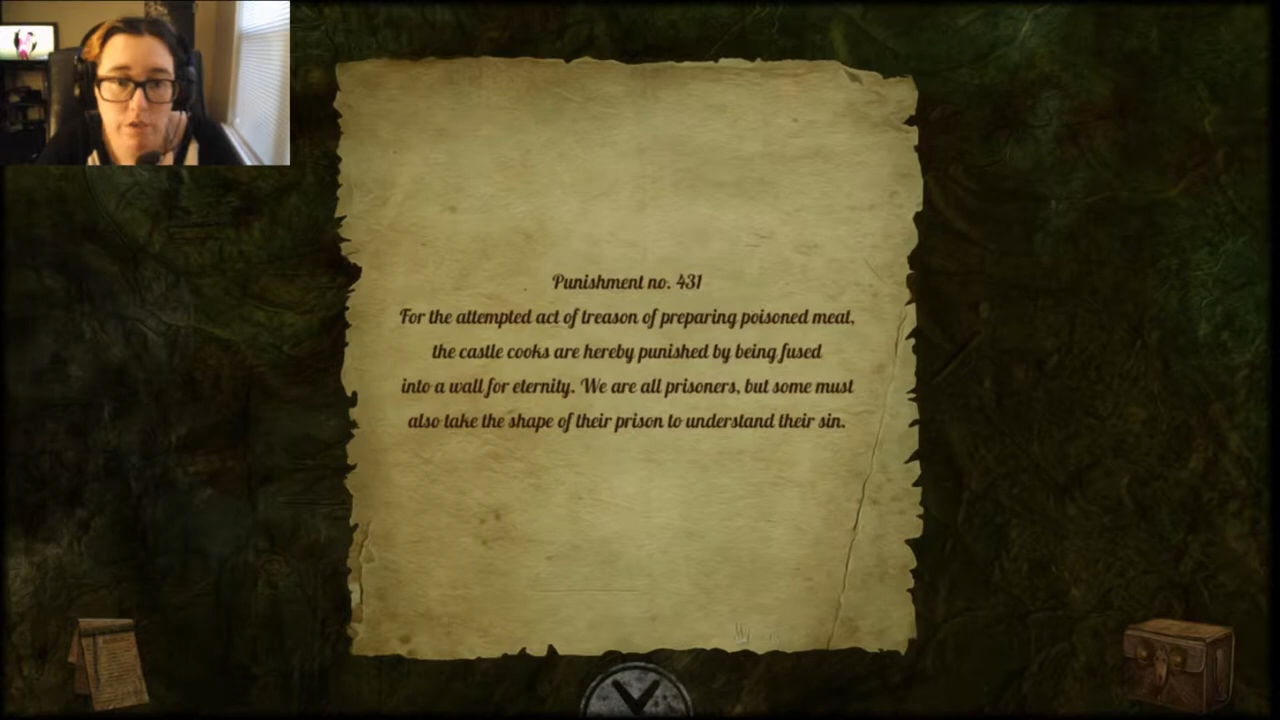 Punishment no. 431
For the attempted act of treason of preparing poisoned meat,
the castle cooks are hereby punished by being fused
into a wall for eternity. We are all prisoners, but some must
also take the shape of their prison to understand their sin.